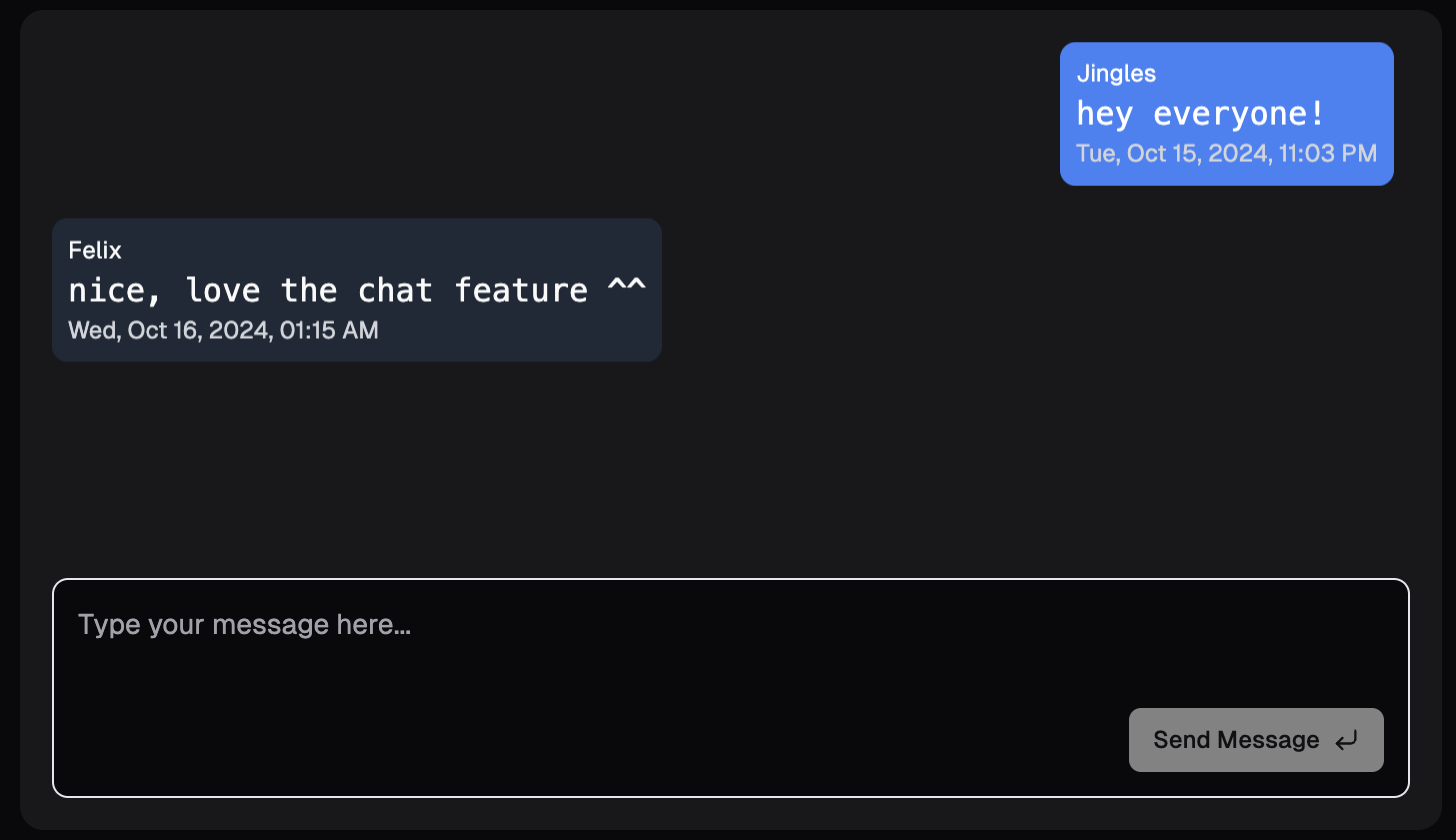 Jingles
hey everyone!
Tue, Oct 15, 2024, 11:03 PM
Felix
nice, love the chat feature ^^
Wed, Oct 16, 2024, 01:15 AM
Type your message here...
Send Message